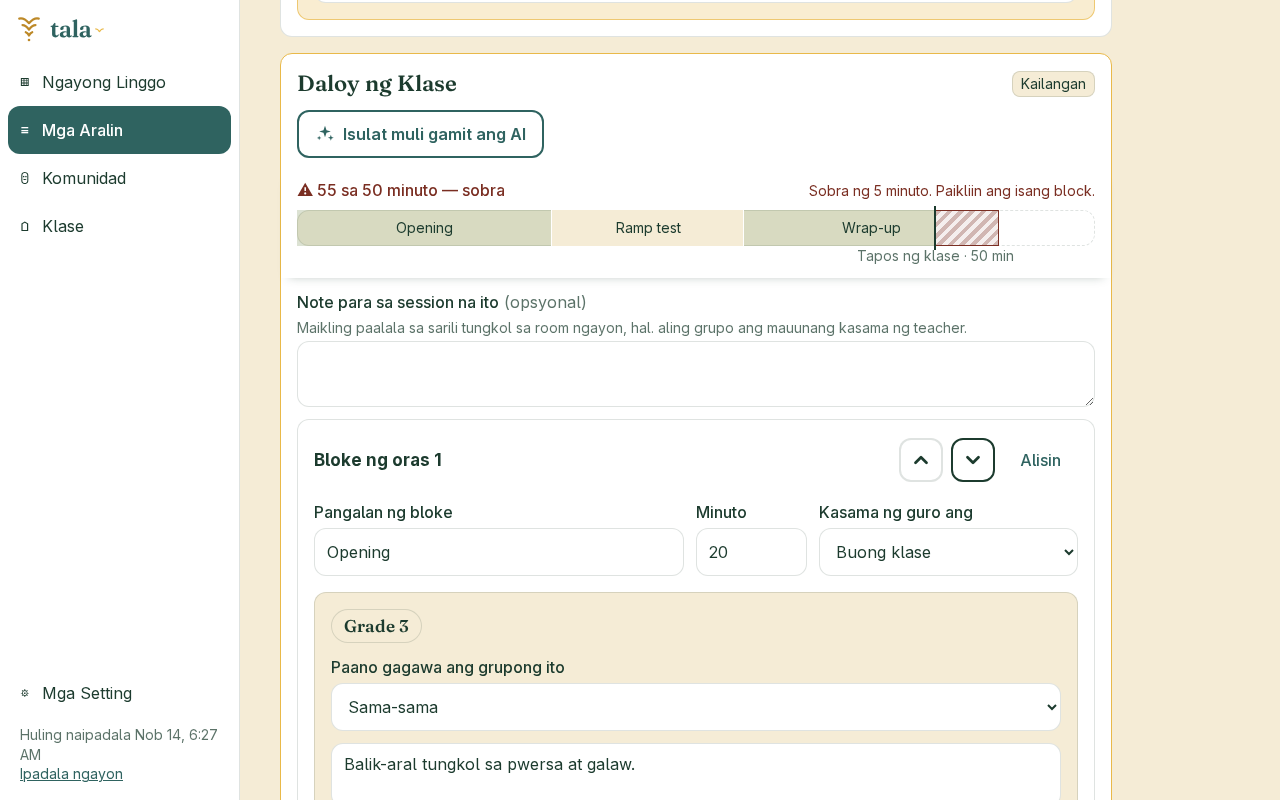 tala
Ngayong Linggo
Mga Aralin
Komunidad
Klase
Mga Setting
Huling naipadala Nob 14, 6:27
AM
Ipadala ngayon
Daloy ng Klase
Kailangan
Isulat muli gamit ang AI
55 sa 50 minuto — sobra
Sobra ng 5 minuto. Paikliin ang isang block.
Opening
Ramp test
Wrap-up
Tapos ng klase · 50 min
Note para sa session na ito (opsyonal)
Maikling paalala sa sarili tungkol sa room ngayon, hal. aling grupo ang mauunang kasama ng teacher.
Bloke ng oras 1
Alisin
Pangalan ng bloke
Minuto
Kasama ng guro ang
Opening
20
Buong klase
Grade 3
Paano gagawa ang grupong ito
Sama-sama
Balik-aral tungkol sa pwersa at galaw.